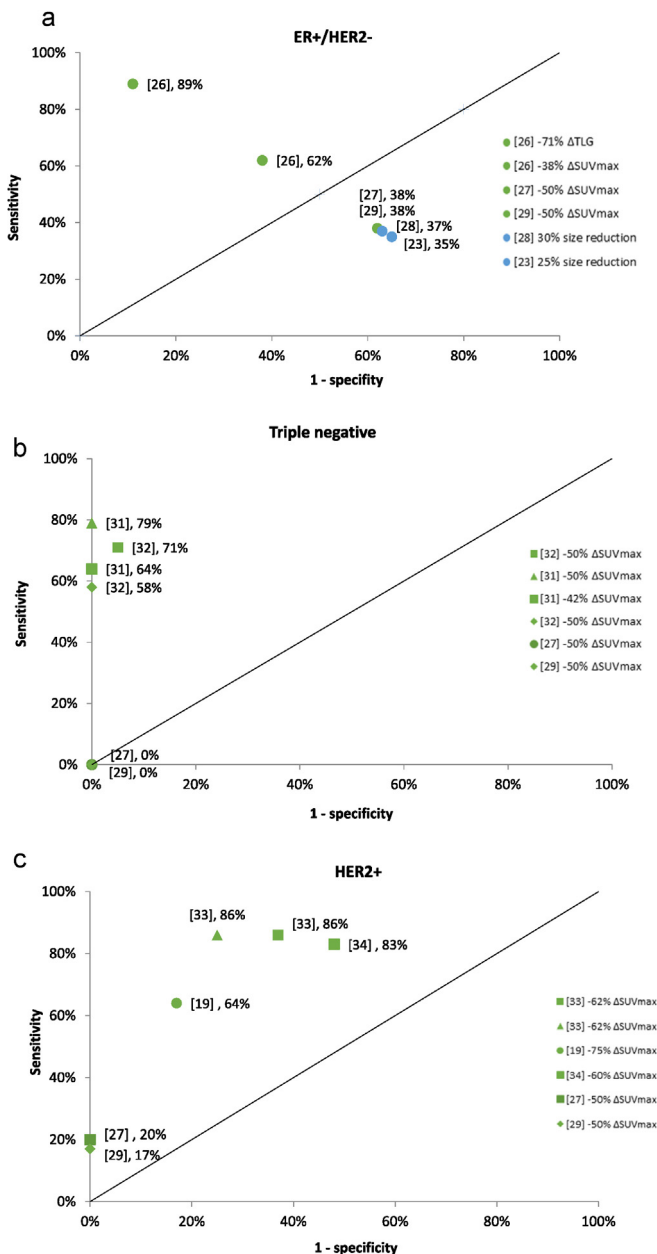 a
ER+/HER2-
100%
80%
60%
40%
20%
0%
Sensitivity
[26], 89%
[26], 62%
[27], 38%
[29], 38%
[28], 37%
[23], 35%
[26] -71% ΔTLG
[26] -38% ΔSUVmax
[27] -50% ΔSUVmax
[29] -50% ΔSUVmax
[28] 30% size reduction
[23] 25% size reduction
0% 20% 40% 60% 80% 100%
1 - specifity
b
Triple negative
100%
80%
60%
40%
20%
0%
Sensitivity
[31], 79%
[32], 71%
[31], 64%
[32], 58%
[27], 0%
[29], 0%
[32] -50% ΔSUVmax
[31] -50% ΔSUVmax
[31] -42% ΔSUVmax
[32] -50% ΔSUVmax
[27] -50% ΔSUVmax
[29] -50% ΔSUVmax
0% 20% 40% 60% 80% 100%
1 - specificity
c
HER2+
100%
80%
60%
40%
20%
0%
Sensitivity
[33], 86%
[33], 86%
[34] , 83%
[19] , 64%
[27] , 20%
[29], 17%
[33] -62% ΔSUVmax
[33] -62% ΔSUVmax
[19] -75% ΔSUVmax
[34] -60% ΔSUVmax
[27] -50% ΔSUVmax
[29] -50% ΔSUVmax
0% 20% 40% 60% 80% 100%
1 - specificity